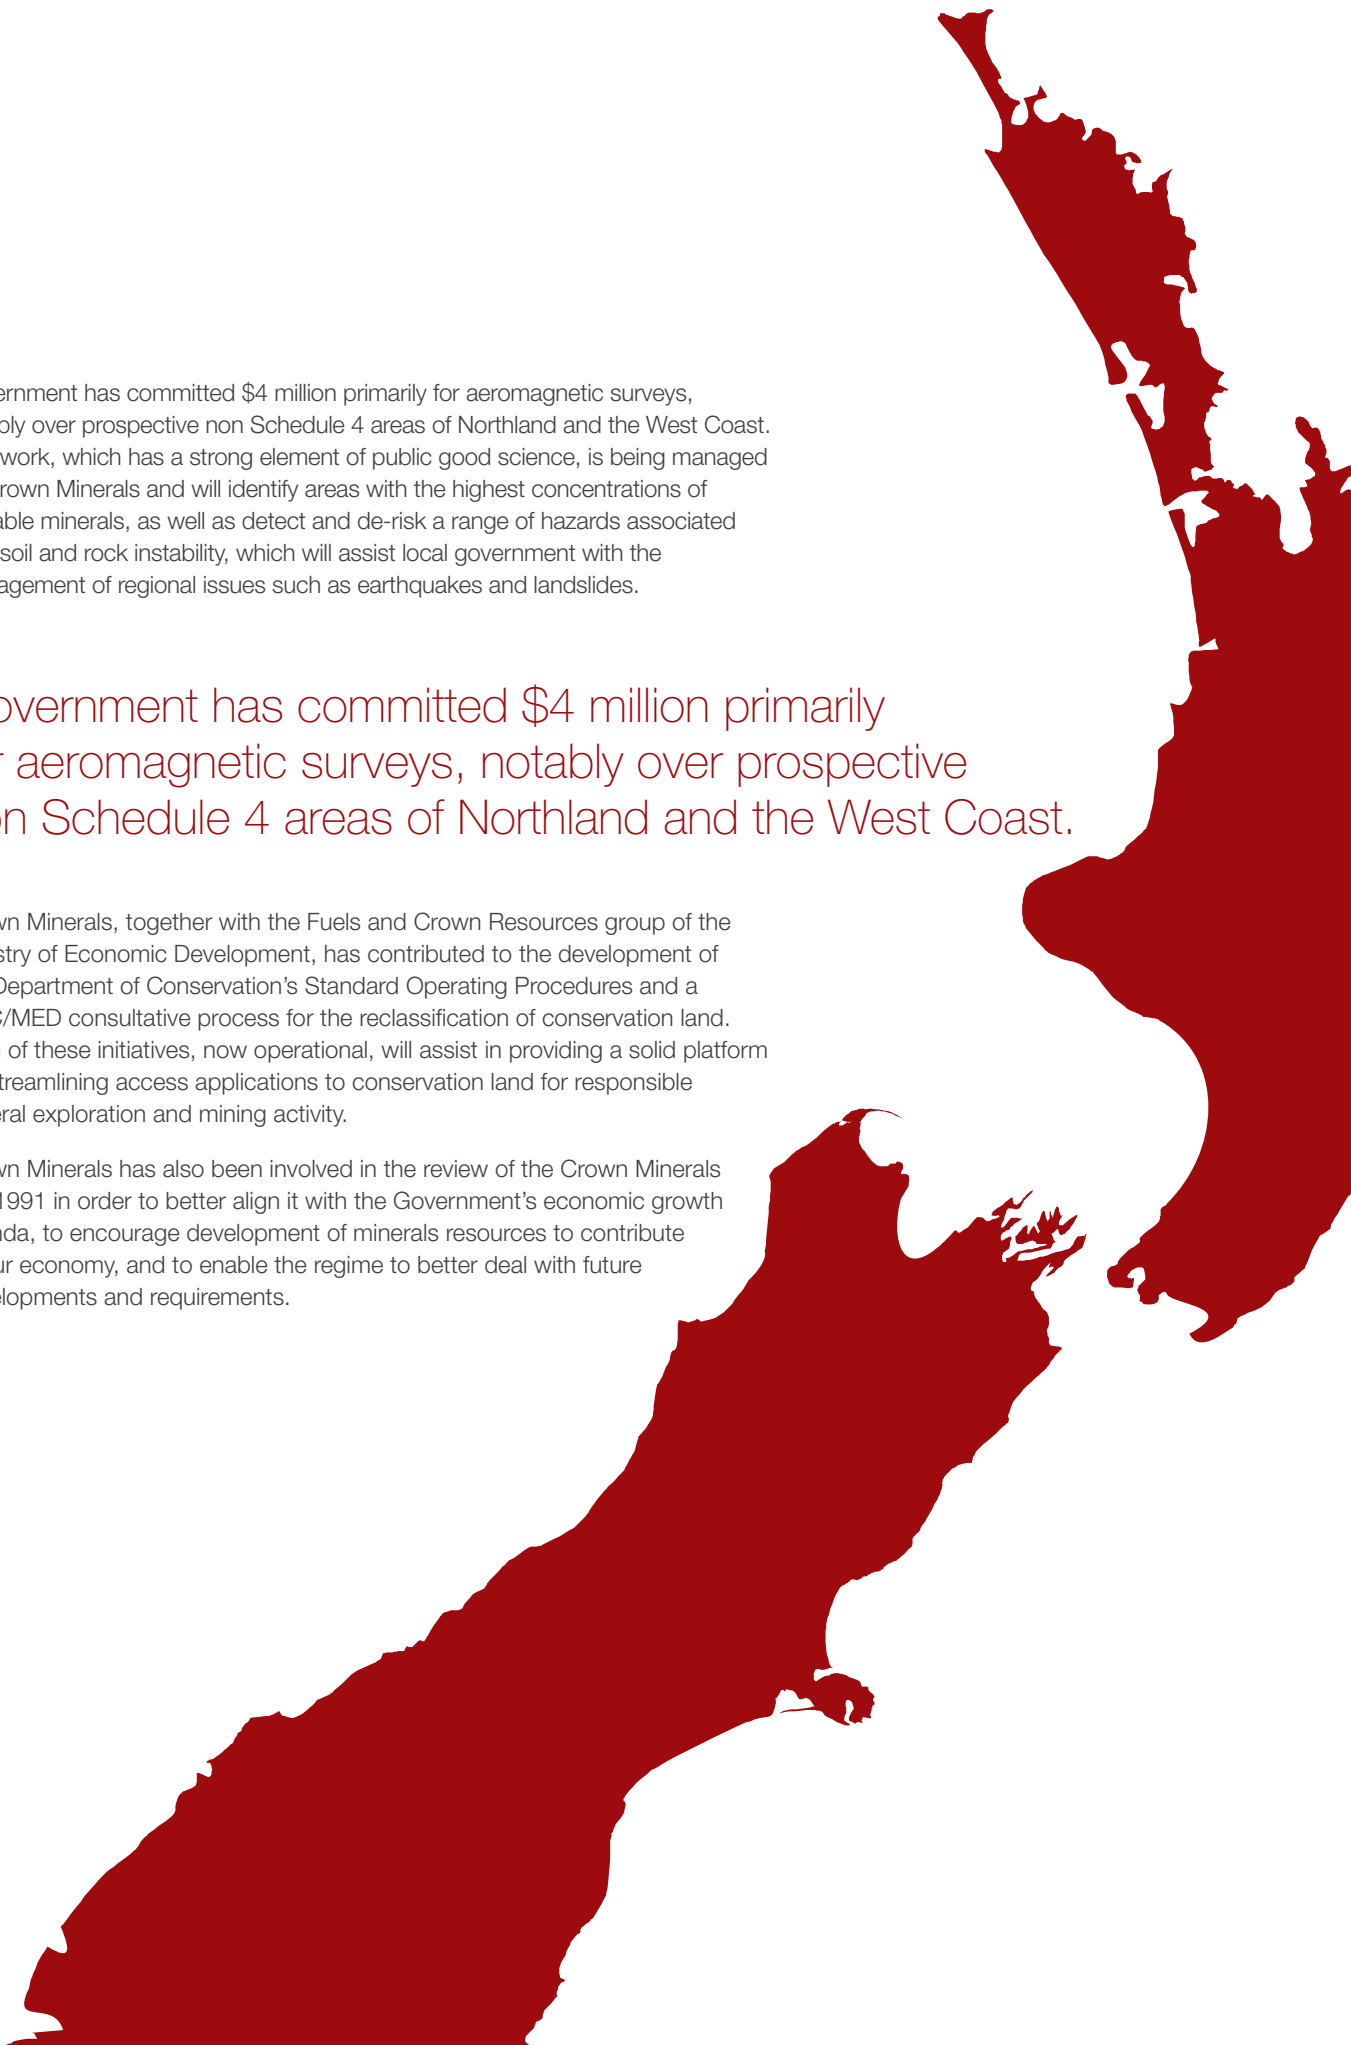 ernment has committed $4 million primarily for aeromagnetic surveys,
bly over prospective non Schedule 4 areas of Northland and the West Coast.
work, which has a strong element of public good science, is being managed
rown Minerals and will identify areas with the highest concentrations of
able minerals, as well as detect and de-risk a range of hazards associated
soil and rock instability, which will assist local government with the
agement of regional issues such as earthquakes and landslides.
overnment has committed $4 million primarily
r aeromagnetic surveys, notably over prospective
on Schedule 4 areas of Northland and the West Coast.
wn Minerals, together with the Fuels and Crown Resources group of the
stry of Economic Development, has contributed to the development of
Department of Conservation's Standard Operating Procedures and a
C/MED consultative process for the reclassification of conservation land.
of these initiatives, now operational, will assist in providing a solid platform
treamlining access applications to conservation land for responsible
eral exploration and mining activity.
wn Minerals has also been involved in the review of the Crown Minerals
1991 in order to better align it with the Government's economic growth
nda, to encourage development of minerals resources to contribute
ur economy, and to enable the regime to better deal with future
elopments and requirements.